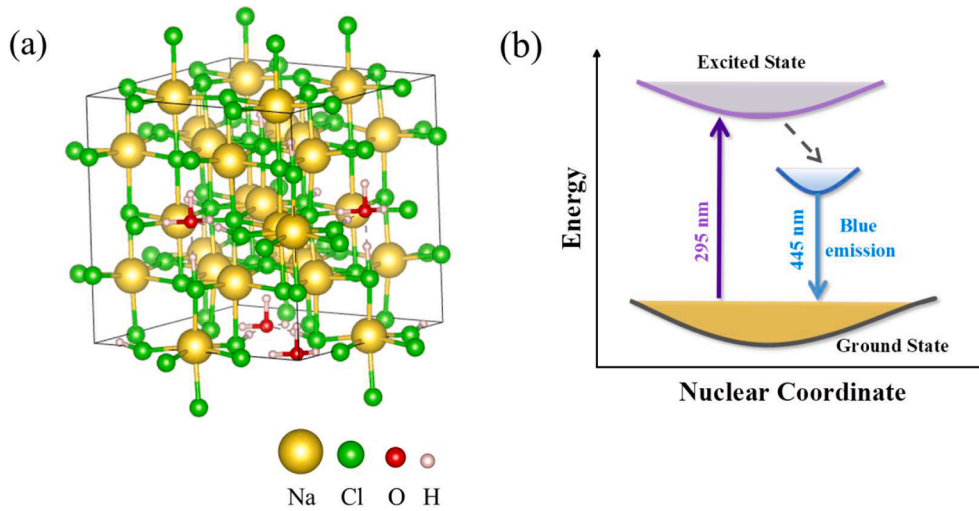 (a)
Na Cl O H
(b)
Excited State
Energy
295 nm
445 nm
Blue
emission
Ground State
Nuclear Coordinate